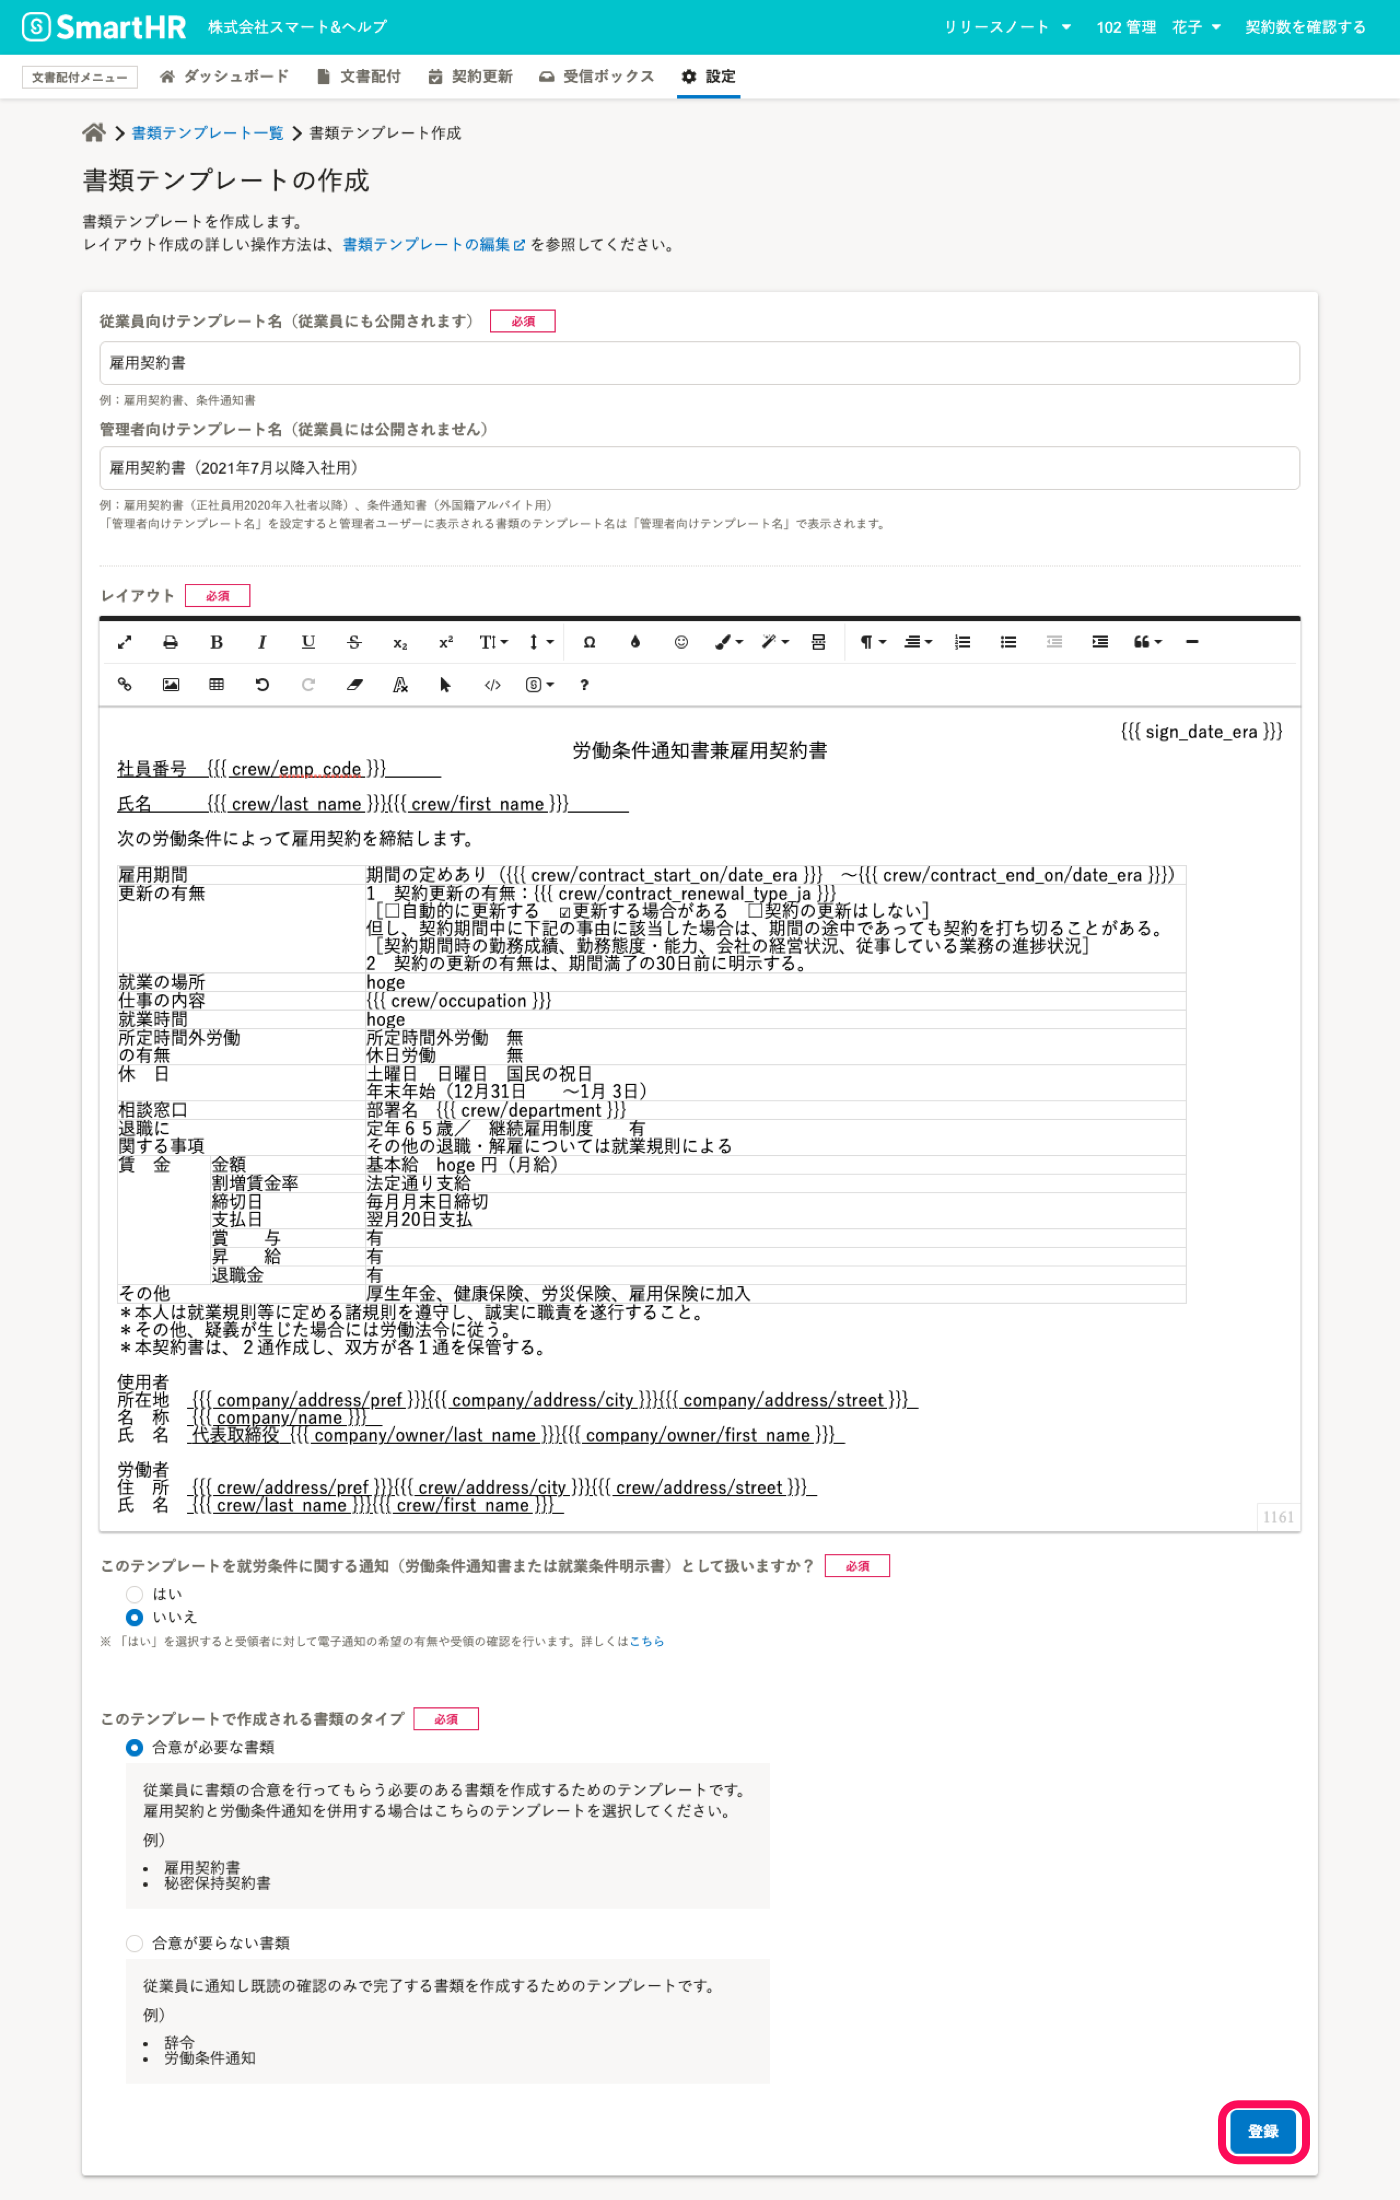 SmartHR 株式会社スマート&ヘルプ リリースノート 102 管理 花子 契約数を確認する
文書配付メニュー ダッシュボード 文書配付 契約更新 受信ボックス 設定
書類テンプレート一覧 書類テンプレート作成
書類テンプレートの作成
書類テンプレートを作成します。
レイアウト作成の詳しい操作方法は、書類テンプレートの編集 を参照してください。
従業員向けテンプレート名（従業員にも公開されます） 必須
雇用契約書
例：雇用契約書、条件通知書
管理者向けテンプレート名（従業員には公開されません）
雇用契約書（2021年7月以降入社用）
例：雇用契約書（正社員用2020年入社者以降）、条件通知書（外国籍アルバイト用）
「管理者向けテンプレート名」を設定すると管理者ユーザーに表示される書類のテンプレート名は「管理者向けテンプレート名」で表示されます。
レイアウト 必須
{{{ sign_date_era }}}
労働条件通知書兼雇用契約書
社員番号 {{{ crew/emp_code }}}
氏名 {{{ crew/last_name }}}{{{ crew/first_name }}}
次の労働条件によって雇用契約を締結します。
雇用期間 期間の定めあり（{{{ crew/contract_start_on/date_era }}} ～{{{ crew/contract_end_on/date_era }}}）
更新の有無 1 契約更新の有無：{{{ crew/contract_renewal_type_ja }}}
［□自動的に更新する ☑更新する場合がある □契約の更新はしない］
但し、契約期間中に下記の事由に該当した場合は、期間の途中であっても契約を打ち切ることがある。
［契約期間時の勤務成績、勤務態度・能力、会社の経営状況、従事している業務の進捗状況］
2 契約の更新の有無は、期間満了の30日前に明示する。
就業の場所 hoge
仕事の内容 {{{ crew/occupation }}}
就業時間 hoge
所定時間外労働 所定時間外労働 無
の有無 休日労働 無
休 日 土曜日 日曜日 国民の祝日
年末年始（12月31日 ～1月 3日）
相談窓口 部署名 {{{ crew/department }}}
退職に 定年６５歳／ 継続雇用制度 有
関する事項 その他の退職・解雇については就業規則による
賃 金 金額 基本給 hoge 円（月給）
割増賃金率 法定通り支給
締切日 毎月月末日締切
支払日 翌月20日支払
賞 与 有
昇 給 有
退職金 有
その他 厚生年金、健康保険、労災保険、雇用保険に加入
＊本人は就業規則等に定める諸規則を遵守し、誠実に職責を遂行すること。
＊その他、疑義が生じた場合には労働法令に従う。
＊本契約書は、２通作成し、双方が各１通を保管する。
使用者
所在地 {{{ company/address/pref }}}{{{ company/address/city }}}{{{ company/address/street }}}
名 称 {{{ company/name }}}
氏 名 代表取締役 {{{ company/owner/last_name }}}{{{ company/owner/first_name }}}
労働者
住 所 {{{ crew/address/pref }}}{{{ crew/address/city }}}{{{ crew/address/street }}}
氏 名 {{{ crew/last_name }}}{{{ crew/first_name }}}
1161
このテンプレートを就労条件に関する通知（労働条件通知書または就業条件明示書）として扱いますか？ 必須
はい
いいえ
※ 「はい」を選択すると受領者に対して電子通知の希望の有無や受領の確認を行います。詳しくはこちら
このテンプレートで作成される書類のタイプ 必須
合意が必要な書類
従業員に書類の合意を行ってもらう必要のある書類を作成するためのテンプレートです。
雇用契約と労働条件通知を併用する場合はこちらのテンプレートを選択してください。
例）
• 雇用契約書
• 秘密保持契約書
合意が要らない書類
従業員に通知し既読の確認のみで完了する書類を作成するためのテンプレートです。
例）
• 辞令
• 労働条件通知
登録